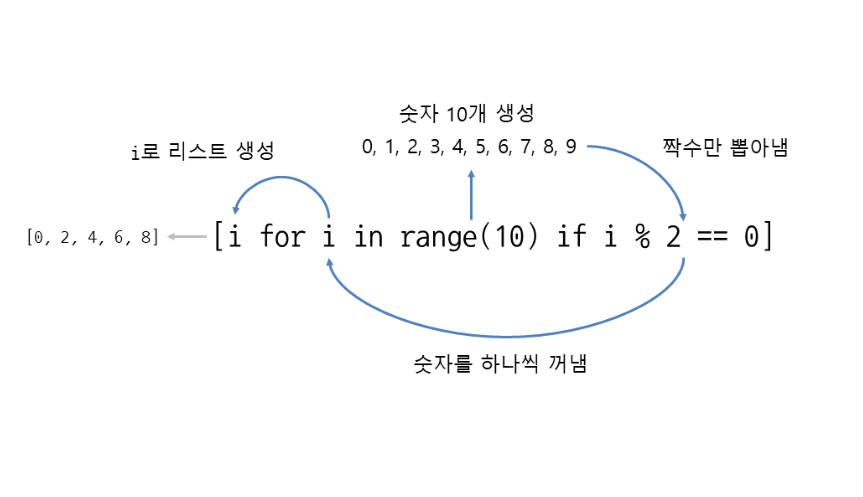 숫자 10개 생성
i로 리스트 생성
0, 1, 2, 3, 4, 5, 6, 7, 8, 9
짝수만 뽑아냄
[0, 2, 4, 6, 8]
[i for i in range(10) if i % 2 == 0]
숫자를 하나씩 꺼냄